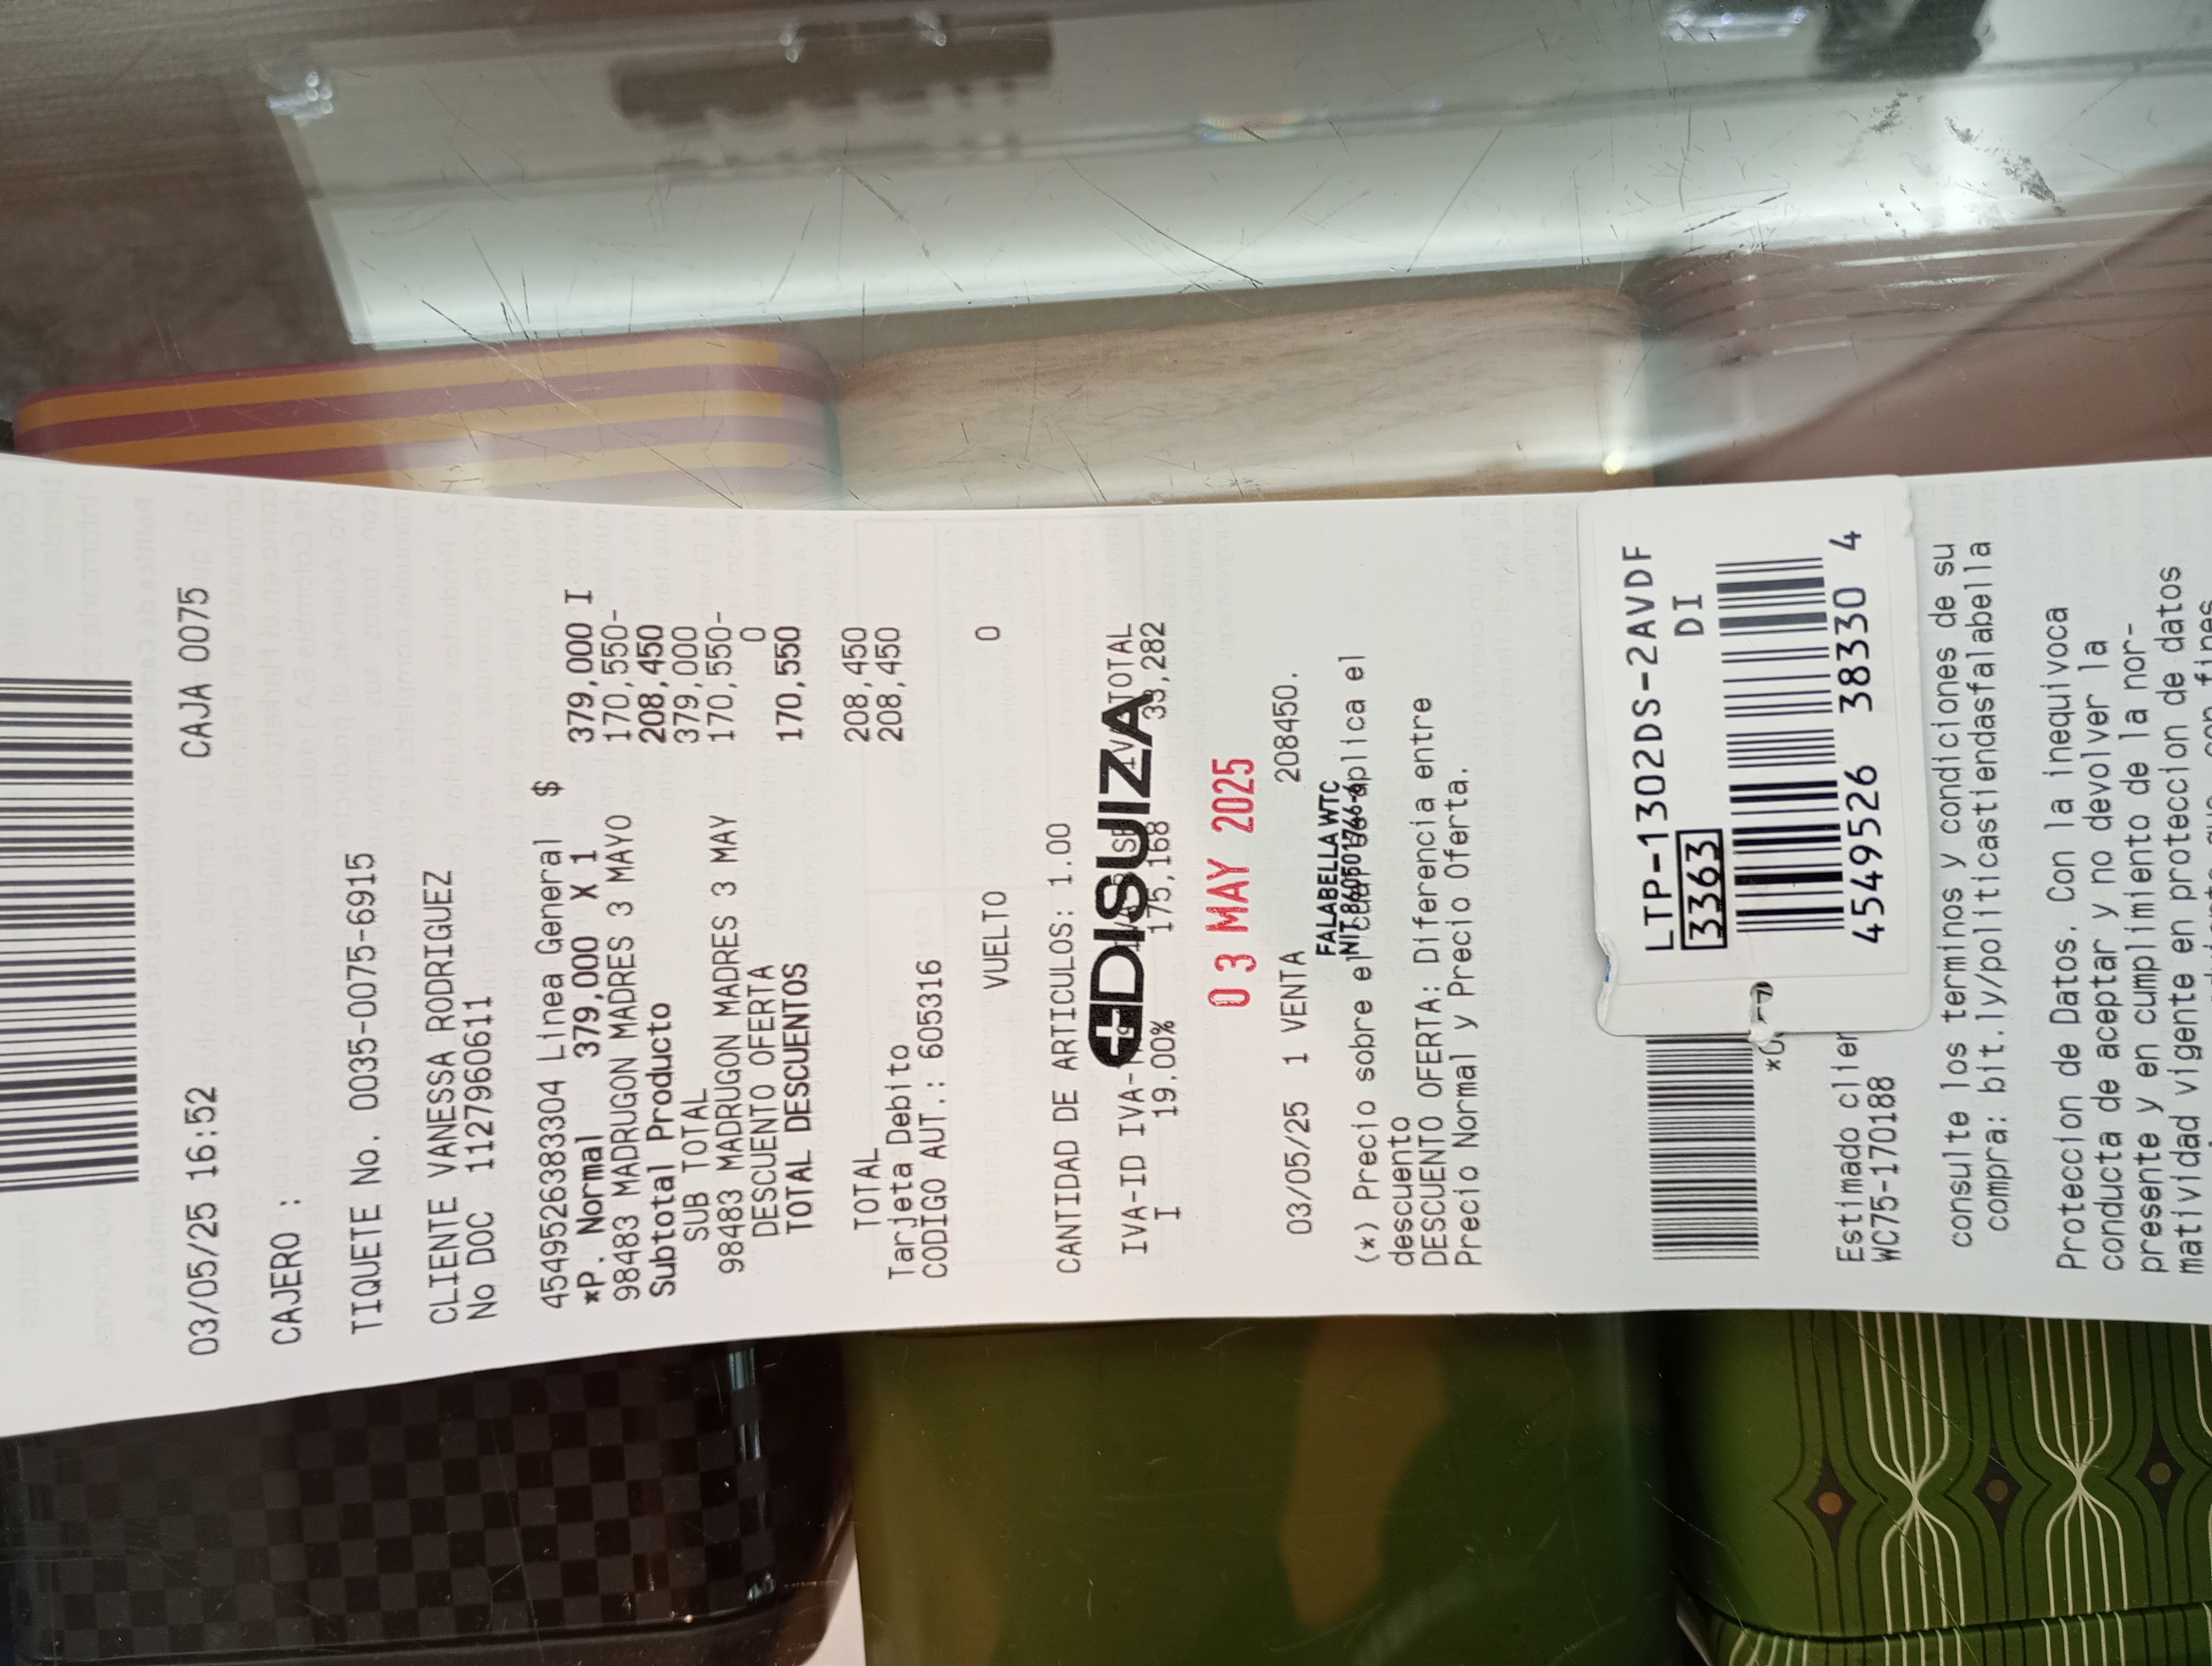 03/05/25 16:52 CAJA 0075
CAJERO :
TIQUETE No. 0035-0075-6915
CLIENTE VANESSA RODRIGUEZ
No DOC 1127960611
4549526383304 Linea General $
*P. Normal 379,000 X 1 379,000 I
98483 MADRUGON MADRES 3 MAYO 170,550-
Subtotal Producto 208,450
SUB TOTAL 379,000
98483 MADRUGON MADRES 3 MAY 170,550-
DESCUENTO OFERTA 0
TOTAL DESCUENTOS 170,550
TOTAL 208,450
Tarjeta Debito 208,450
CODIGO AUT.: 605316
VUELTO 0
CANTIDAD DE ARTICULOS: 1.00
DISUIZA
IVA-ID IVA- IVA TOTAL
I 19.00% 175,168 33,282
03 MAY 2025
03/05/25 1 VENTA 208450.
FALABELLA WTC
NIT.
(*) Precio sobre el aplica el
descuento
DESCUENTO OFERTA: Diferencia entre
Precio Normal y Precio Oferta.
LTP-1302DS-2AVDF
3363 DI
4549526 38330 4
Estimado clien
WC75-170188
consulte los terminos y condiciones de su
compra: bit.ly/politicastiendasfalabella
Proteccion de Datos. Con la inequivoca
conducta de aceptar y no devolver la
presente y en cumplimiento de la nor-
matividad vigente en proteccion de datos